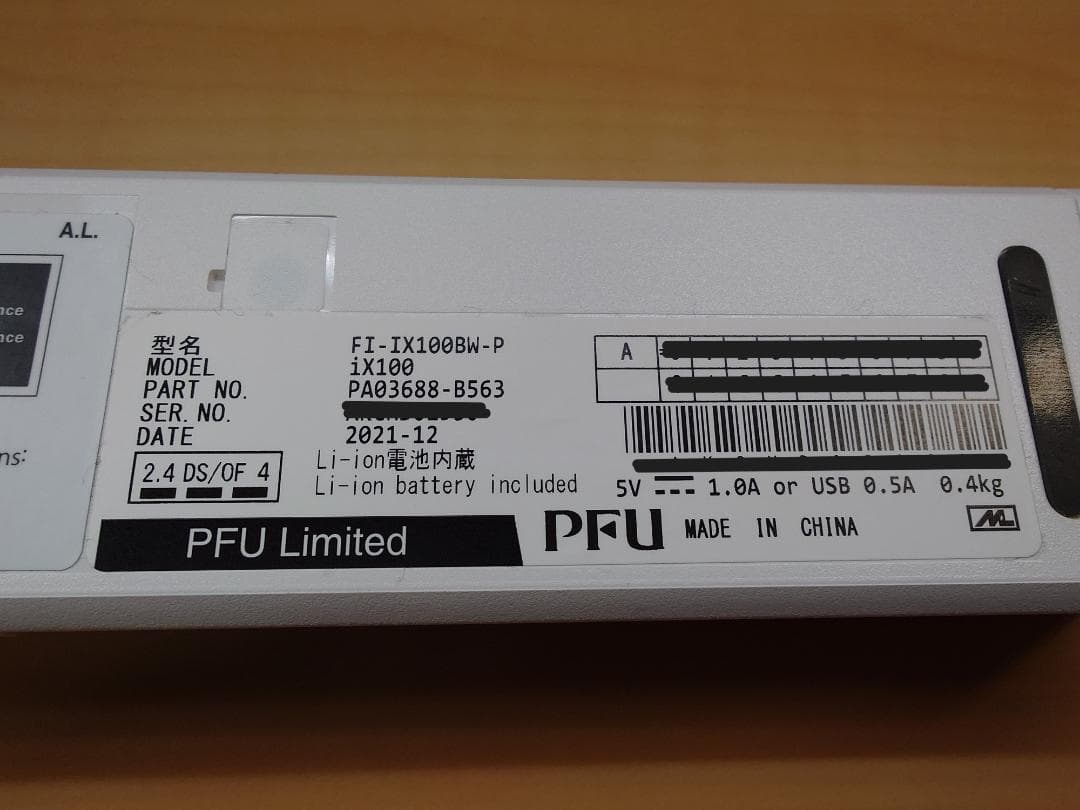 A.L.
nce
nce
ns:
型名 FI-IX100BW-P
MODEL iX100
PART NO. PA03688-B563
SER. NO.
DATE 2021-12
2.4 DS/OF 4
Li-ion電池内蔵
Li-ion battery included
A
5V 1.0A or USB 0.5A 0.4kg
PFU Limited
PFU MADE IN CHINA